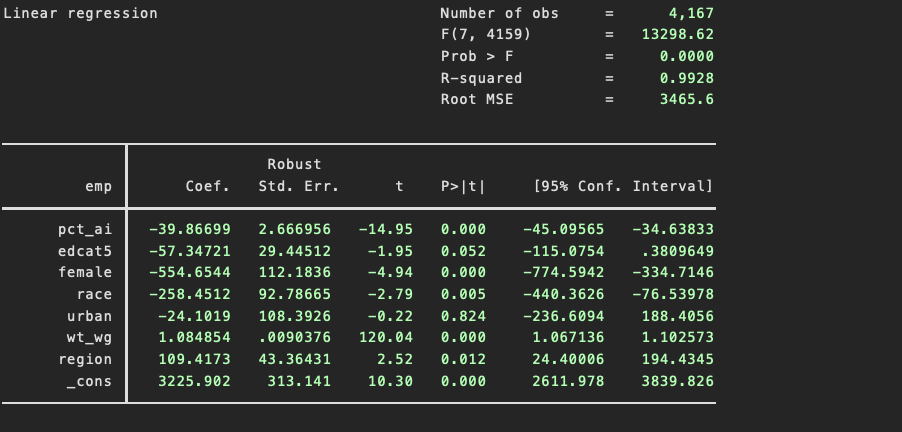 Linear regression Number of obs = 4,167
F(7, 4159) = 13298.62
Prob > F = 0.0000
R-squared = 0.9928
Root MSE = 3465.6
Robust
emp Coef. Std. Err. t P>|t| [95% Conf. Interval]
pct_ai -39.86699 2.666956 -14.95 0.000 -45.09565 -34.63833
edcat5 -57.34721 29.44512 -1.95 0.052 -115.0754 .3809649
female -554.6544 112.1836 -4.94 0.000 -774.5942 -334.7146
race -258.4512 92.78665 -2.79 0.005 -440.3626 -76.53978
urban -24.1019 108.3926 -0.22 0.824 -236.6094 188.4056
wt_wg 1.084854 .0090376 120.04 0.000 1.067136 1.102573
region 109.4173 43.36431 2.52 0.012 24.40006 194.4345
_cons 3225.902 313.141 10.30 0.000 2611.978 3839.826